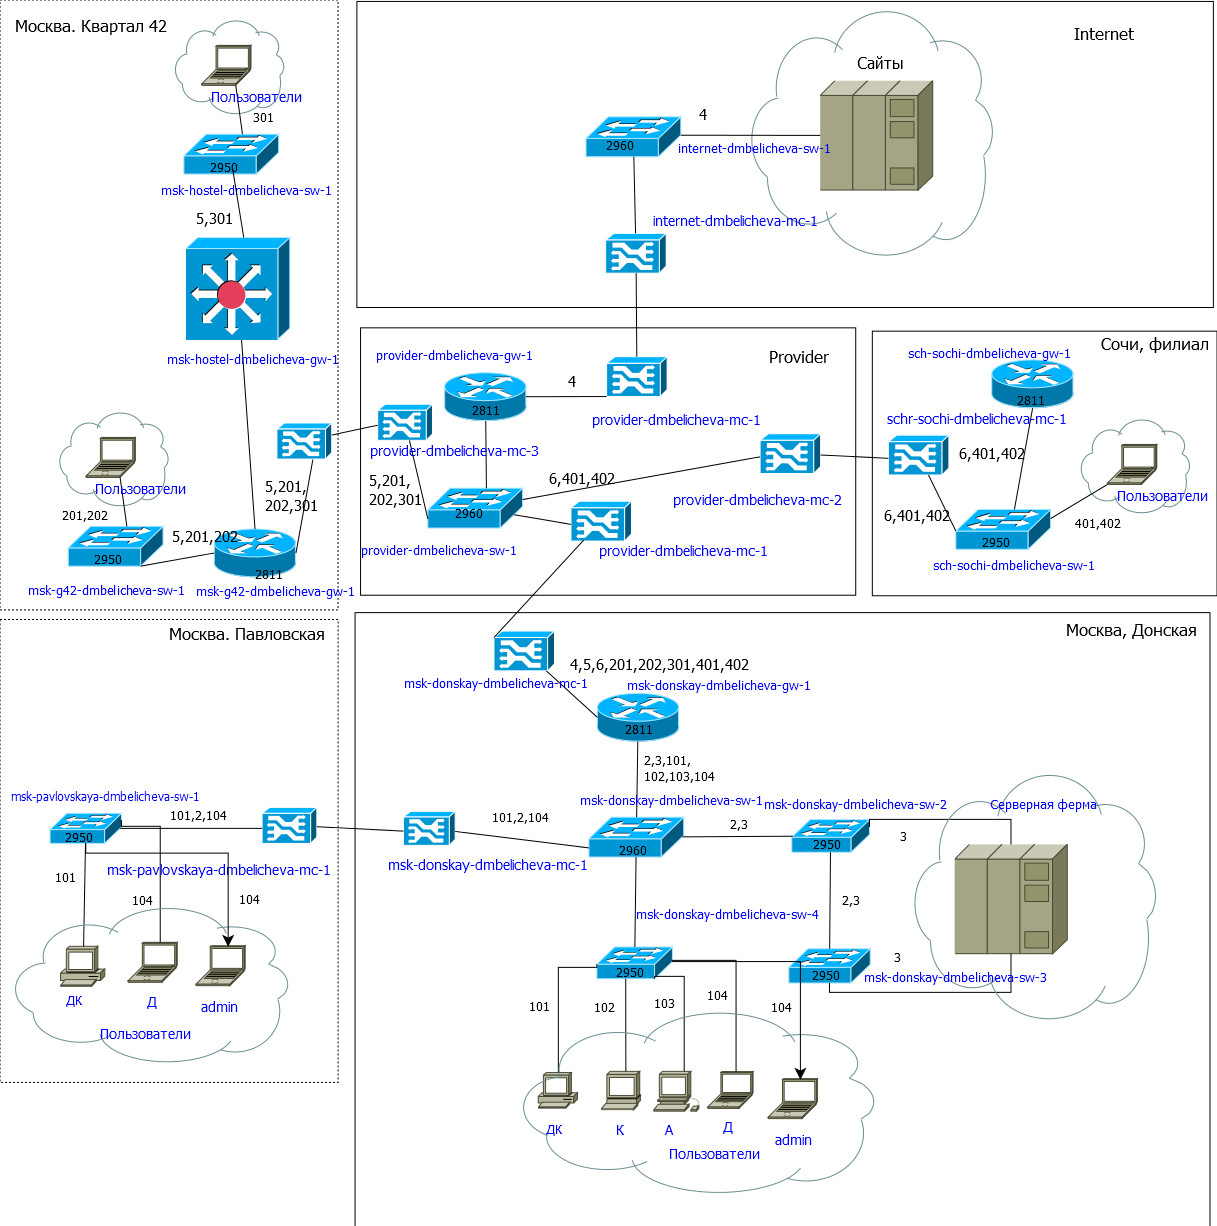 Москва. Квартал 42
Пользователи
301
2950
msk-hostel-dmbelicheva-sw-1
5,301
msk-hostel-dmbelicheva-gw-1
Пользователи
201,202
2950
5,201,202
msk-g42-dmbelicheva-sw-1
2811
msk-g42-dmbelicheva-gw-1
5,201,
202,301
Internet
Сайты
4
2960
internet-dmbelicheva-sw-1
internet-dmbelicheva-mc-1
Provider
provider-dmbelicheva-gw-1
4
2811
provider-dmbelicheva-mc-1
provider-dmbelicheva-mc-3
5,201,
202,301
6,401,402
provider-dmbelicheva-mc-2
2960
provider-dmbelicheva-sw-1
provider-dmbelicheva-mc-1
Сочи, филиал
sch-sochi-dmbelicheva-gw-1
2811
schr-sochi-dmbelicheva-mc-1
6,401,402
Пользователи
6,401,402
401,402
2950
sch-sochi-dmbelicheva-sw-1
Москва. Павловская
msk-pavlovskaya-dmbelicheva-sw-1
101,2,104
2950
msk-pavlovskaya-dmbelicheva-mc-1
101
104
104
ДК
Д
admin
Пользователи
Москва, Донская
4,5,6,201,202,301,401,402
msk-donskay-dmbelicheva-mc-1
msk-donskay-dmbelicheva-gw-1
2811
2,3,101,
102,103,104
msk-donskay-dmbelicheva-sw-1
msk-donskay-dmbelicheva-sw-2
Серверная ферма
101,2,104
2,3
3
2960
2950
msk-donskay-dmbelicheva-mc-1
2,3
msk-donskay-dmbelicheva-sw-4
3
2950
2950
msk-donskay-dmbelicheva-sw-3
101
102
103
104
104
ДК
К
А
Д
admin
Пользователи